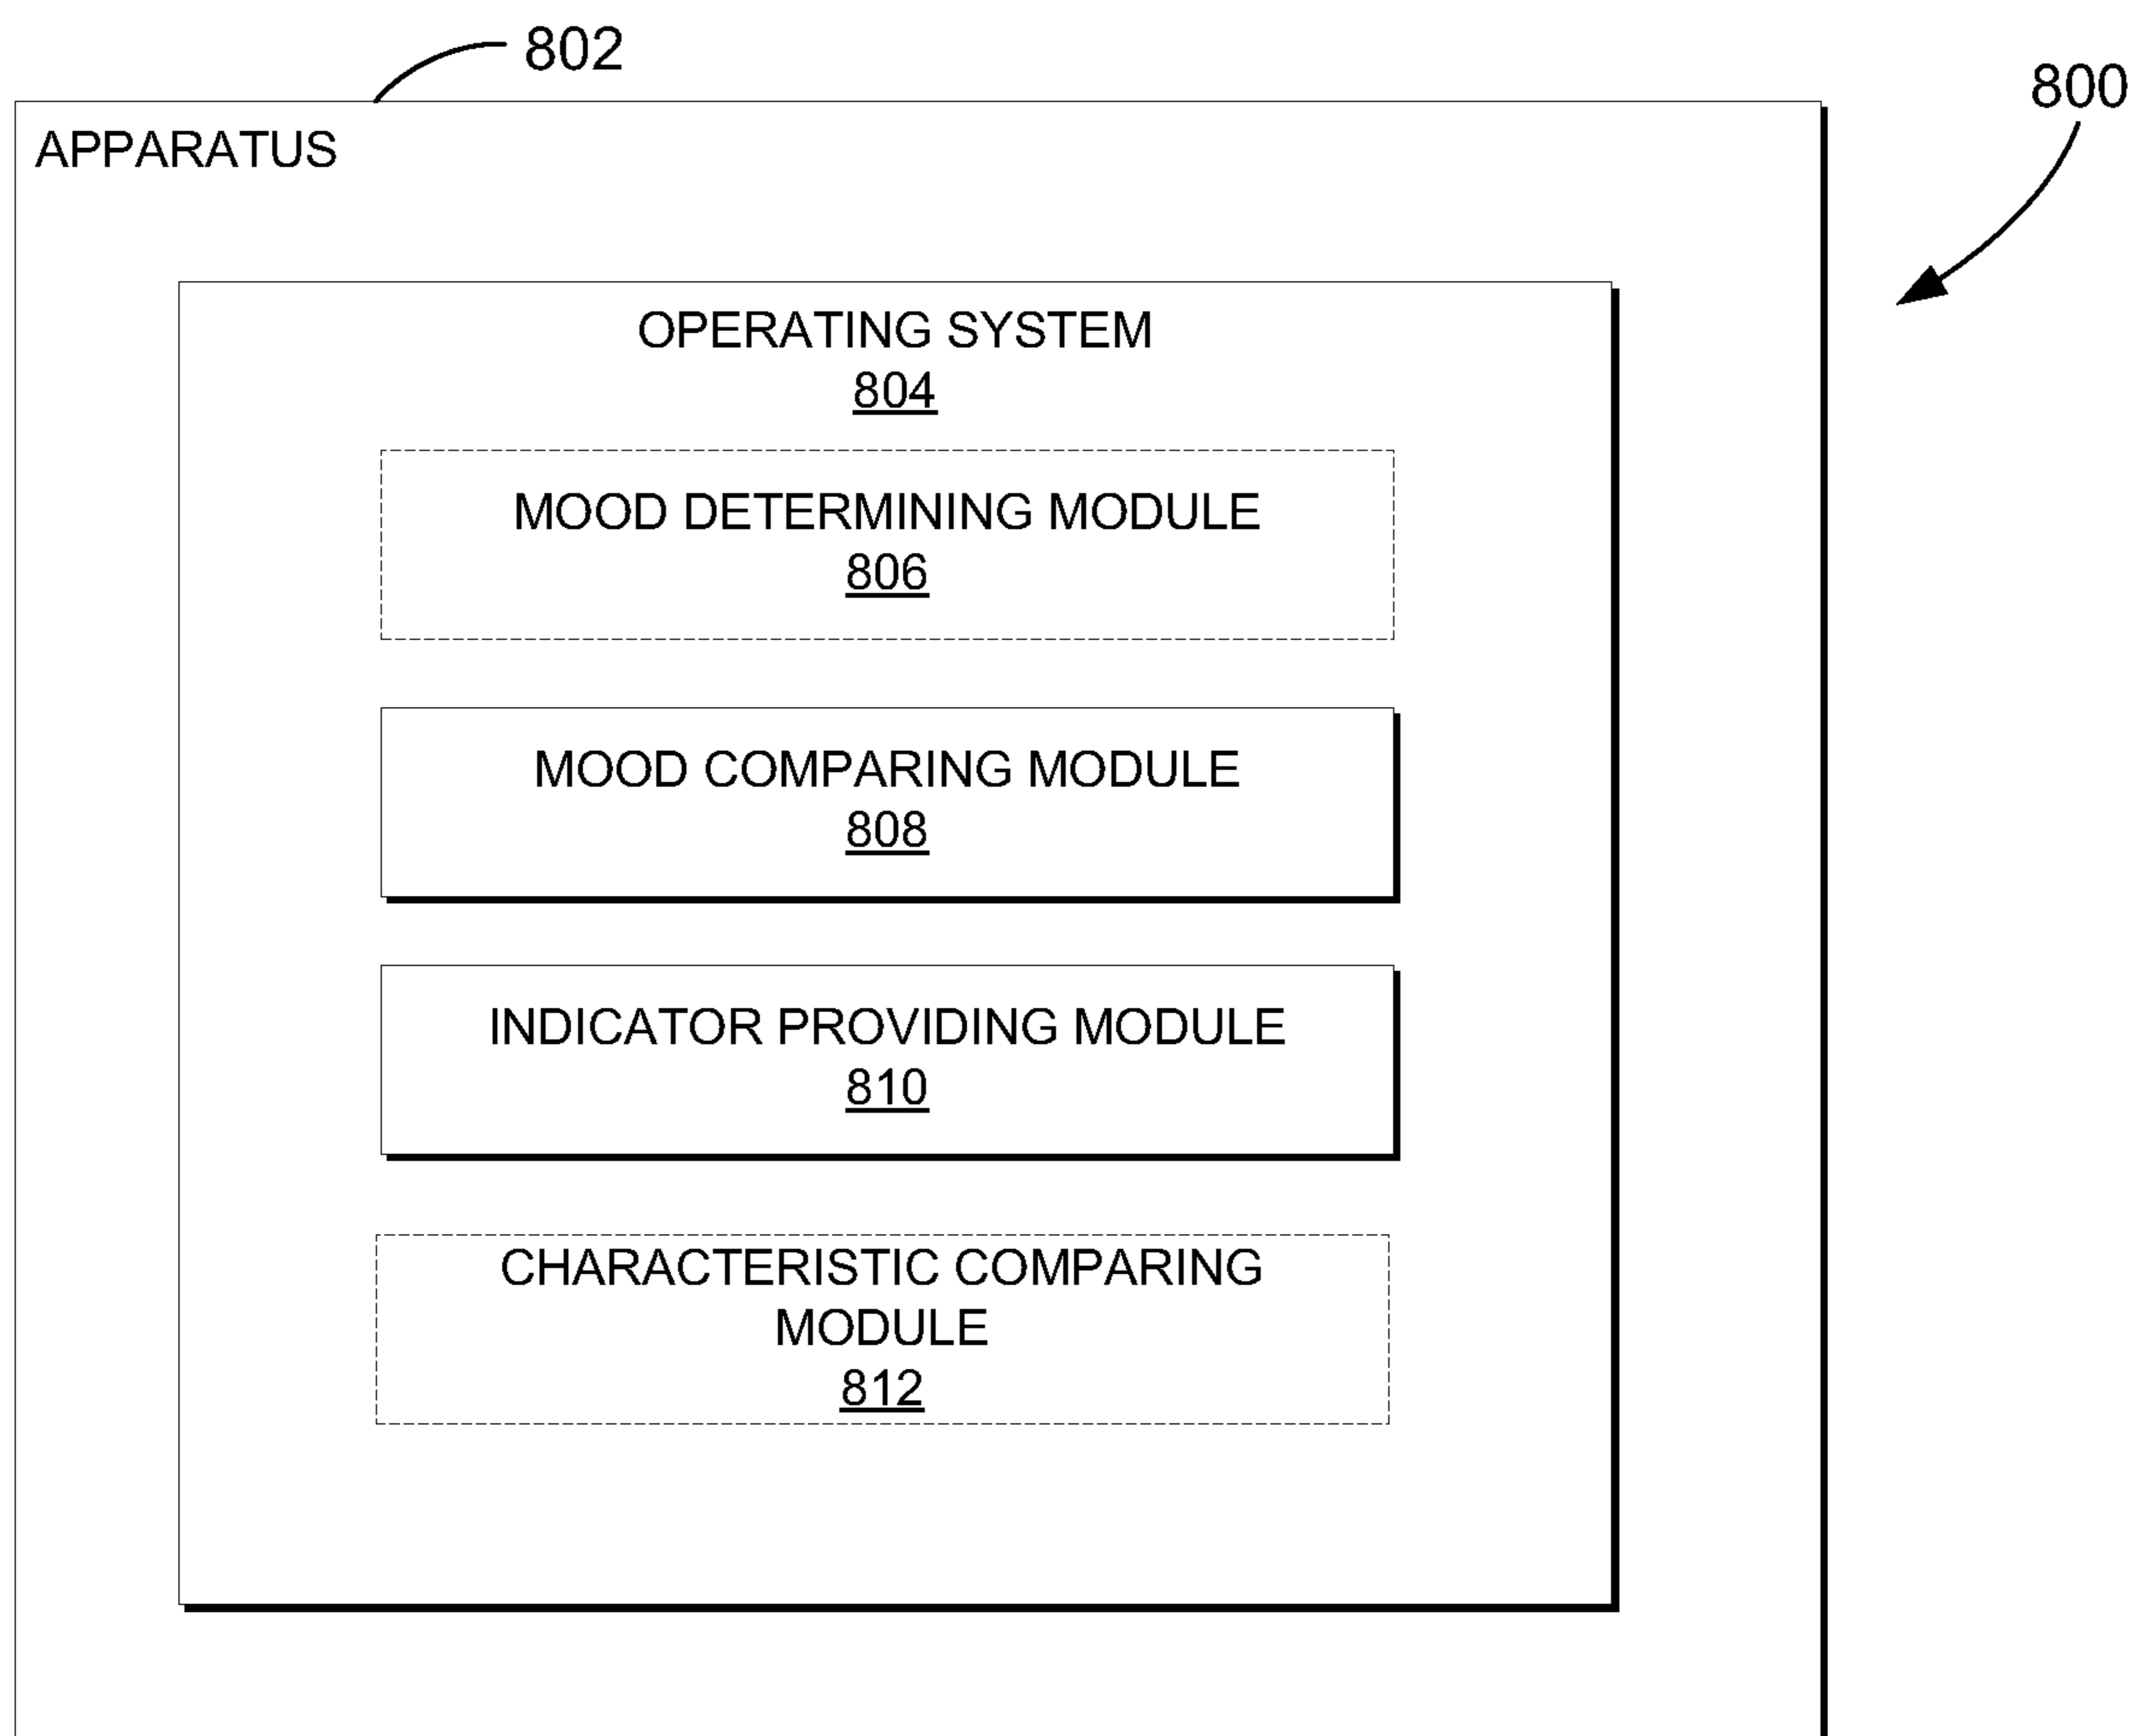 802
800
APPARATUS
OPERATING SYSTEM
804
MOOD DETERMINING MODULE
806
MOOD COMPARING MODULE
808
INDICATOR PROVIDING MODULE
810
CHARACTERISTIC COMPARING
MODULE
812